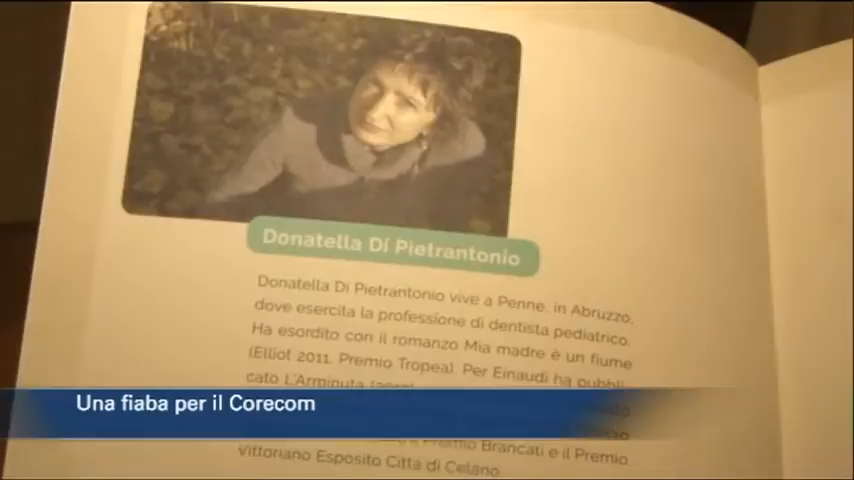 Donatella Di Pietrantonio
Donatella Di Pietrantonio vive a Penne, in Abruzzo,
dove esercita la professione di dentista pediatrico.
Ha esordito con il romanzo Mia madre è un fiume
(Elliot 2011, Premio Tropea). Per Einaudi ha pubbli-
cato L'Arminuta
Una fiaba per il Corecom
Premio Brancati e il Premio
Vittoriano Esposito Città di Celano.